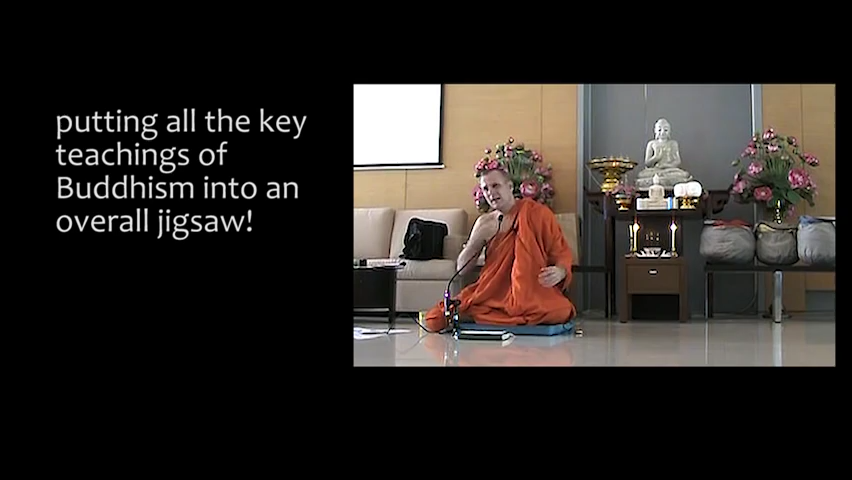 putting all the key
teachings of
Buddhism into an
overall jigsaw!